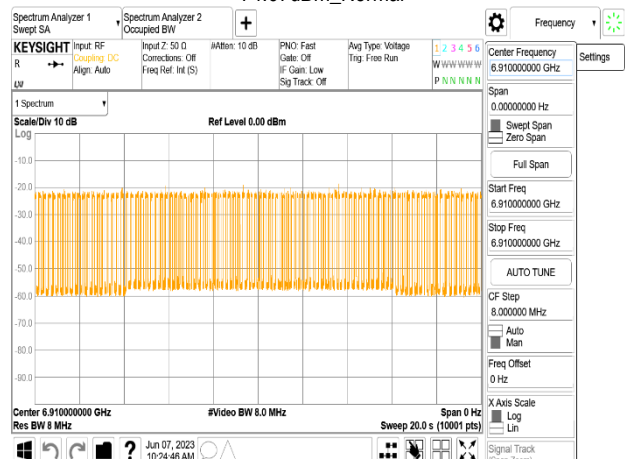 Spectrum Analyzer 1
Swept SA
Spectrum Analyzer 2
Occupied BW
+
Frequency
KEYSIGHT
R
Input: RF
Coupling: DC
Align: Auto
Input Z: 50 Ω
Corrections: Off
Freq Ref: Int (S)
#Atten: 10 dB
PNO: Fast
Gate: Off
IF Gain: Low
Sig Track: Off
Avg Type: Voltage
Trig: Free Run
1 2 3 4 5 6
W W W W W W
P N N N N N
Settings
1 Spectrum
Scale/Div 10 dB
Ref Level 0.00 dBm
Log
-10.0
-20.0
-30.0
-40.0
-50.0
-60.0
-70.0
-80.0
-90.0
Center 6.910000000 GHz
Res BW 8 MHz
#Video BW 8.0 MHz
Span 0 Hz
Sweep 20.0 s (10001 pts)
Center Frequency
6.910000000 GHz
Span
0.00000000 Hz
Swept Span
Zero Span
Full Span
Start Freq
6.910000000 GHz
Stop Freq
6.910000000 GHz
AUTO TUNE
CF Step
8.000000 MHz
Auto
Man
Freq Offset
0 Hz
X Axis Scale
Log
Lin
Signal Track
?
Jun 07, 2023
10:24:46 AM